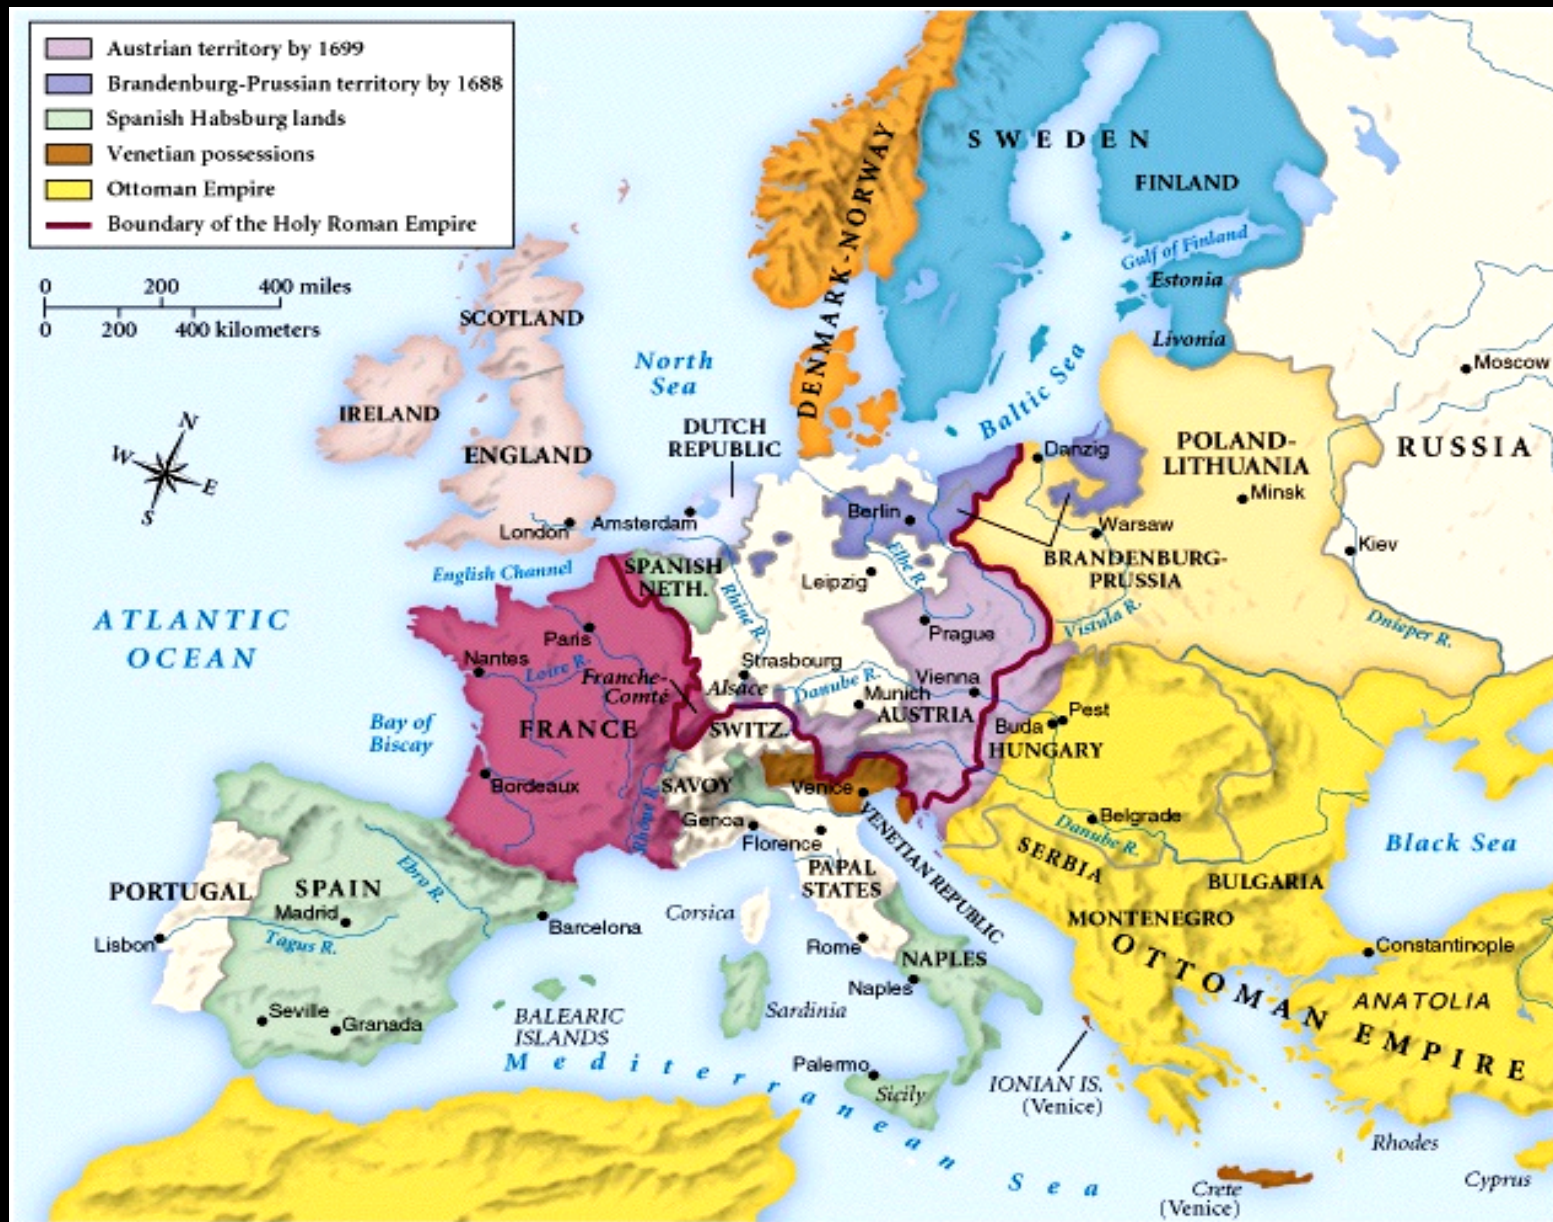 Austrian territory by 1699
Brandenburg-Prussian territory by 1688
Spanish Habsburg lands
Venetian possessions
Ottoman Empire
Boundary of the Holy Roman Empire
0 200 400 miles
0 200 400 kilometers
N
W
E
S
SWEDEN
FINLAND
DENMARK-NORWAY
Gulf of Finland
Estonia
Livonia
SCOTLAND
North
Sea
Baltic Sea
Moscow
IRELAND
ENGLAND
DUTCH
REPUBLIC
Danzig
POLAND-
LITHUANIA
RUSSIA
Minsk
London
Amsterdam
Berlin
Warsaw
Kiev
English Channel
SPANISH
NETH.
Rhine R.
Leipzig
Elbe R.
BRANDENBURG-
PRUSSIA
Vistula R.
Dnieper R.
ATLANTIC
OCEAN
Paris
Prague
Nantes
Loire R.
Franche-
Comté
Strasbourg
Alsace
Danube R.
Munich
Vienna
AUSTRIA
Bay of
Biscay
FRANCE
SWITZ.
Buda
Pest
HUNGARY
Bordeaux
Rhône R.
SAVOY
Venice
Genoa
Florence
VENETIAN REPUBLIC
Belgrade
Danube R.
Black Sea
SERBIA
BULGARIA
PAPAL
STATES
PORTUGAL
SPAIN
Ebro R.
Madrid
Barcelona
Corsica
MONTENEGRO
Lisbon
Tagus R.
Rome
NAPLES
Naples
OTTOMAN EMPIRE
Constantinople
ANATOLIA
Seville
Granada
BALEARIC
ISLANDS
Sardinia
Mediterranean Sea
Palermo
Sicily
IONIAN IS.
(Venice)
Rhodes
Crete
(Venice)
Cyprus